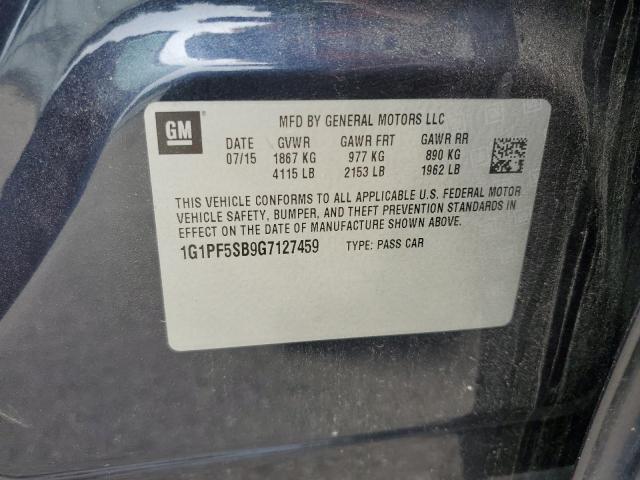 GM
MFD BY GENERAL MOTORS LLC
DATE GVWR GAWR FRT GAWR RR
07/15 1867 KG 977 KG 890 KG
4115 LB 2153 LB 1962 LB
THIS VEHICLE CONFORMS TO ALL APPLICABLE U.S. FEDERAL MOTOR
VEHICLE SAFETY, BUMPER, AND THEFT PREVENTION STANDARDS IN
EFFECT ON THE DATE OF MANUFACTURE SHOWN ABOVE.
1G1PF5SB9G7127459 TYPE: PASS CAR